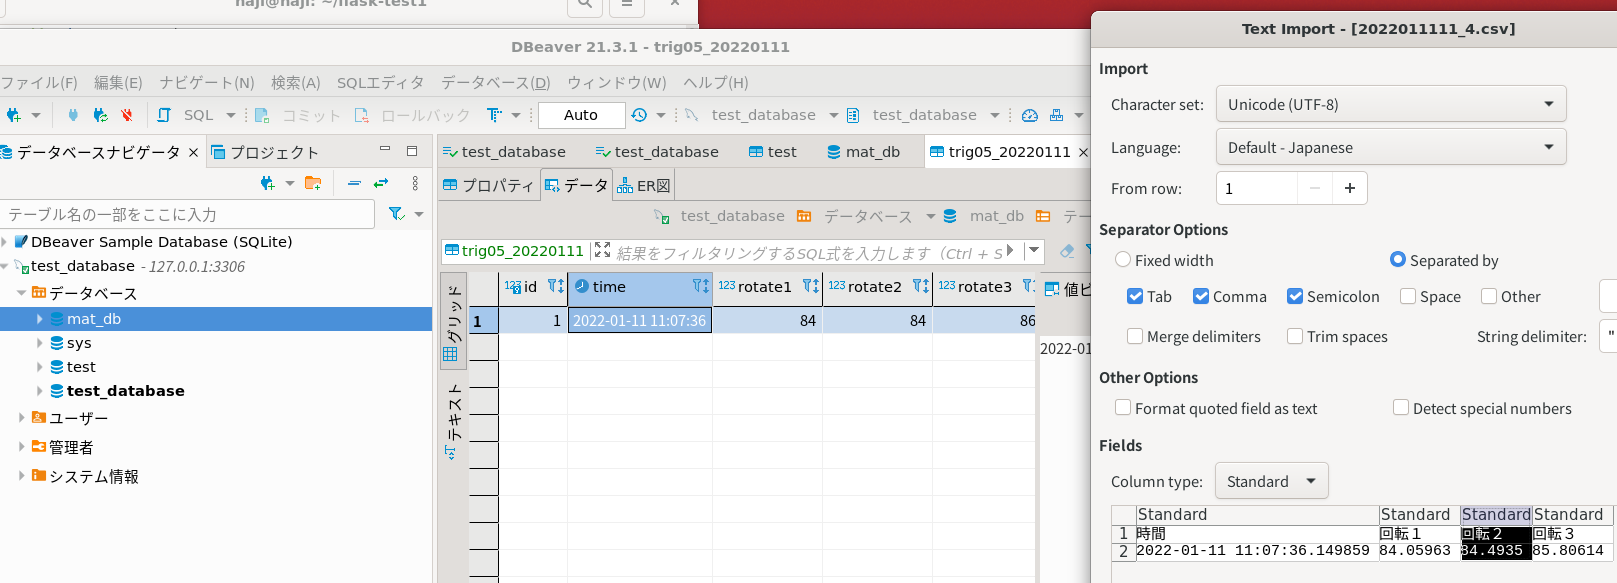 haji@haji: ~/flask-test1
DBeaver 21.3.1 - trig05_20220111
ファイル(F) 編集(E) ナビゲート(N) 検索(A) SQLエディタ データベース(D) ウィンドウ(W) ヘルプ(H)
SQL コミット ロールバック Auto test_database test_database
データベースナビゲータ プロジェクト
テーブル名の一部をここに入力
DBeaver Sample Database (SQLite)
test_database - 127.0.0.1:3306
データベース
mat_db
sys
test
test_database
ユーザー
管理者
システム情報
test_database test_database test mat_db trig05_20220111
プロパティ データ ER図
test_database データベース mat_db テー
trig05_20220111 結果をフィルタリングするSQL式を入力します (Ctrl + S
グリッド
テキスト
123 id time 123 rotate1 123 rotate2 123 rotate3 値ビ
1 1 2022-01-11 11:07:36 84 84 86
2022-01
Text Import - [2022011111_4.csv]
Import
Character set: Unicode (UTF-8)
Language: Default - Japanese
From row: 1 − +
Separator Options
Fixed width Separated by
Tab Comma Semicolon Space Other
Merge delimiters Trim spaces String delimiter: "
Other Options
Format quoted field as text Detect special numbers
Fields
Column type: Standard
Standard Standard Standard Standard
1 時間 回転１ 回転２ 回転３
2 2022-01-11 11:07:36.149859 84.05963 84.4935 85.80614